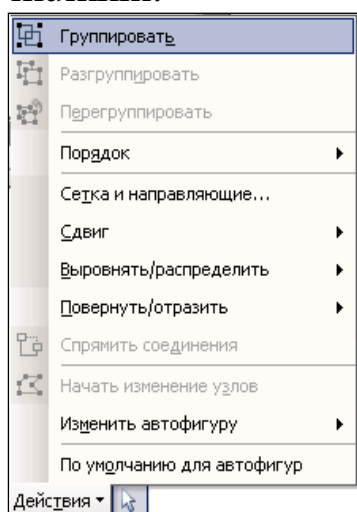 Группировать
Разгруппировать
Перегруппировать
Порядок
Сетка и направляющие...
Сдвиг
Выровнять/распределить
Повернуть/отразить
Спрямить соединения
Начать изменение узлов
Изменить автофигуру
По умолчанию для автофигур
Действия